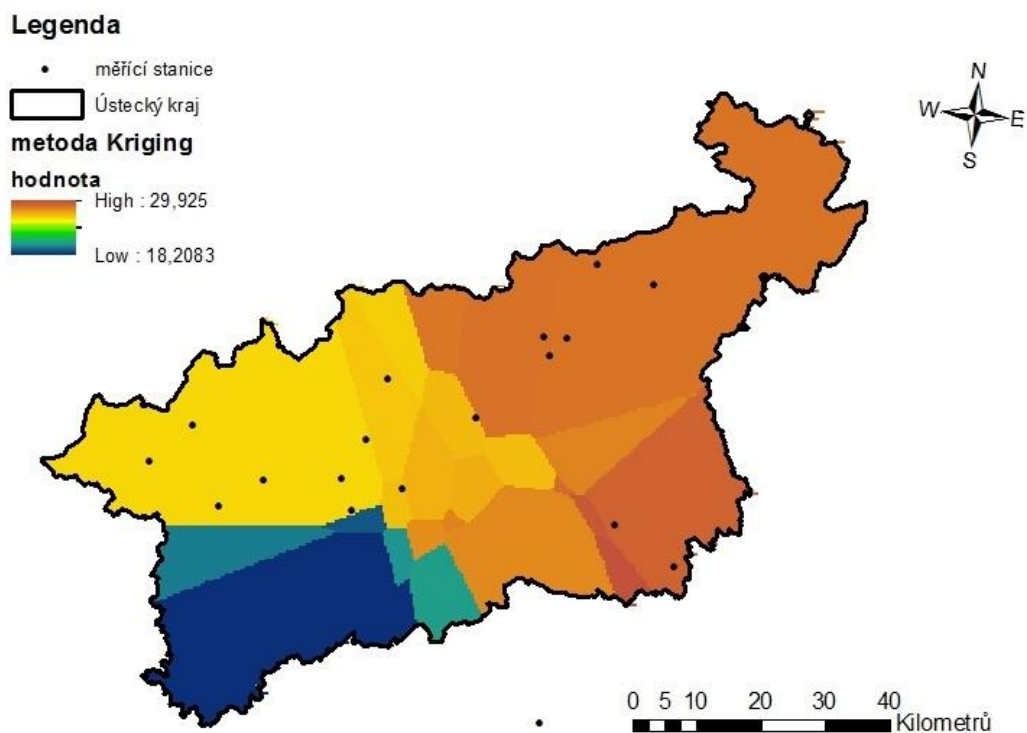 Legenda
měřící stanice
Ústecký kraj
metoda Kriging
hodnota
High : 29,925
Low : 18,2083
N
W E
S
0 5 10 20 30 40
Kilometrů